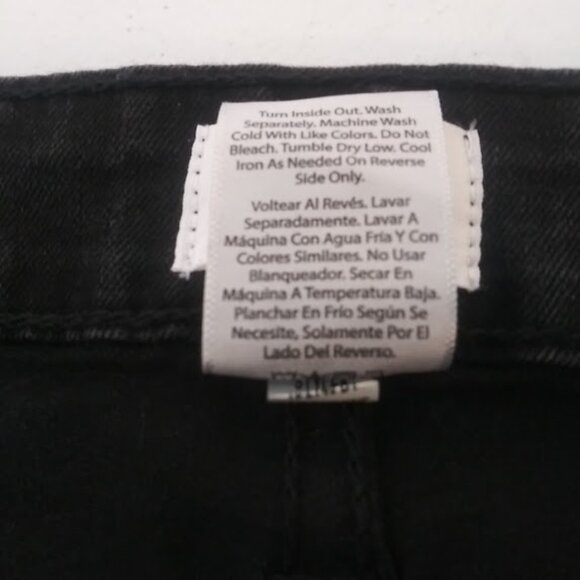 Turn Inside Out. Wash
Separately. Machine Wash
Cold With Like Colors. Do Not
Bleach. Tumble Dry Low. Cool
Iron As Needed On Reverse
Side Only.
Voltear Al Revés. Lavar
Separadamente. Lavar A
Máquina Con Agua Fría Y Con
Colores Similares. No Usar
Blanqueador. Secar En
Máquina A Temperatura Baja.
Planchar En Frío Según Se
Necesite, Solamente Por El
Lado Del Reverso.